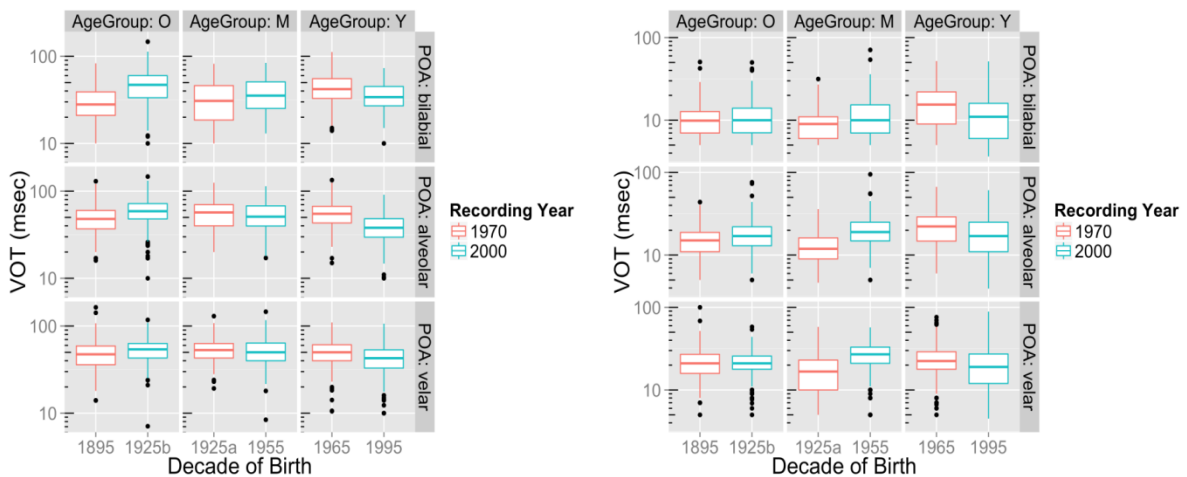 AgeGroup: O AgeGroup: M AgeGroup: Y
100
10
POA: bilabial
100
10
POA: alveolar
100
10
POA: velar
VOT (msec)
1895 1925b 1925a 1955 1965 1995
Decade of Birth
Recording Year
1970
2000
AgeGroup: O AgeGroup: M AgeGroup: Y
100
10
POA: bilabial
100
10
POA: alveolar
100
10
POA: velar
VOT (msec)
1895 1925b 1925a 1955 1965 1995
Decade of Birth
Recording Year
1970
2000